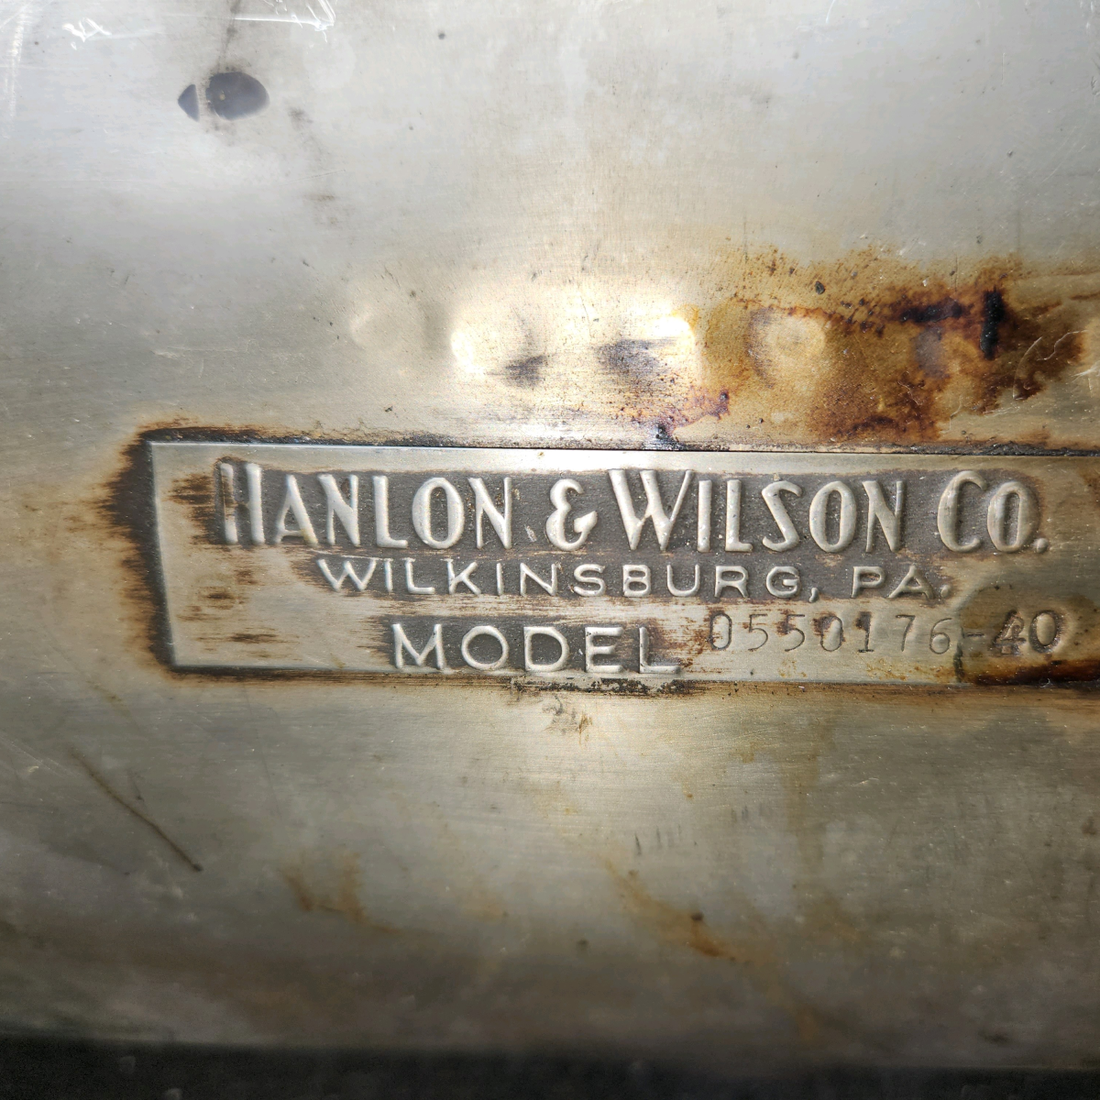 HANLON & WILSON CO.
WILKINSBURG, PA.
MODEL 0550176-40